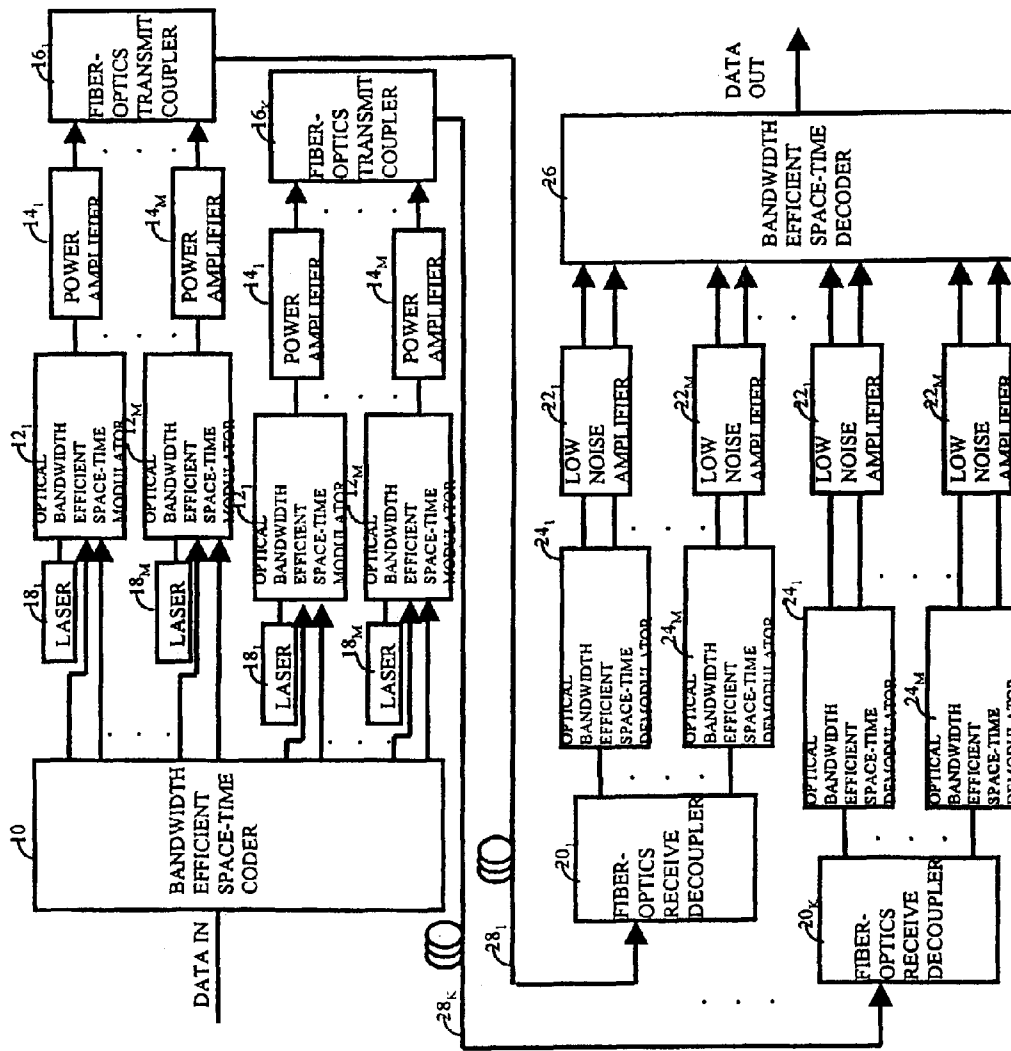 DATA IN
10
BANDWIDTH
EFFICIENT
SPACE-TIME
CODER
18₁
LASER
12₁
OPTICAL
BANDWIDTH
EFFICIENT
SPACE-TIME
MODULATOR
14₁
POWER
AMPLIFIER
16₁
FIBER-
OPTICS
TRANSMIT
COUPLER
18M
LASER
12M
OPTICAL
BANDWIDTH
EFFICIENT
SPACE-TIME
MODULATOR
14M
POWER
AMPLIFIER
18₁
LASER
12₁
OPTICAL
BANDWIDTH
EFFICIENT
SPACE-TIME
MODULATOR
14₁
POWER
AMPLIFIER
16K
FIBER-
OPTICS
TRANSMIT
COUPLER
18M
LASER
12M
OPTICAL
BANDWIDTH
EFFICIENT
SPACE-TIME
MODULATOR
14M
POWER
AMPLIFIER
28K
28₁
20₁
FIBER-
OPTICS
RECEIVE
DECOUPLER
24₁
OPTICAL
BANDWIDTH
EFFICIENT
SPACE-TIME
DEMODULATOR
22₁
LOW
NOISE
AMPLIFIER
24M
OPTICAL
BANDWIDTH
EFFICIENT
SPACE-TIME
DEMODULATOR
22M
LOW
NOISE
AMPLIFIER
26
BANDWIDTH
EFFICIENT
SPACE-TIME
DECODER
DATA
OUT
20K
FIBER-
OPTICS
RECEIVE
DECOUPLER
24₁
OPTICAL
BANDWIDTH
EFFICIENT
SPACE-TIME
DEMODULATOR
22₁
LOW
NOISE
AMPLIFIER
24M
OPTICAL
BANDWIDTH
EFFICIENT
SPACE-TIME
DEMODULATOR
22M
LOW
NOISE
AMPLIFIER